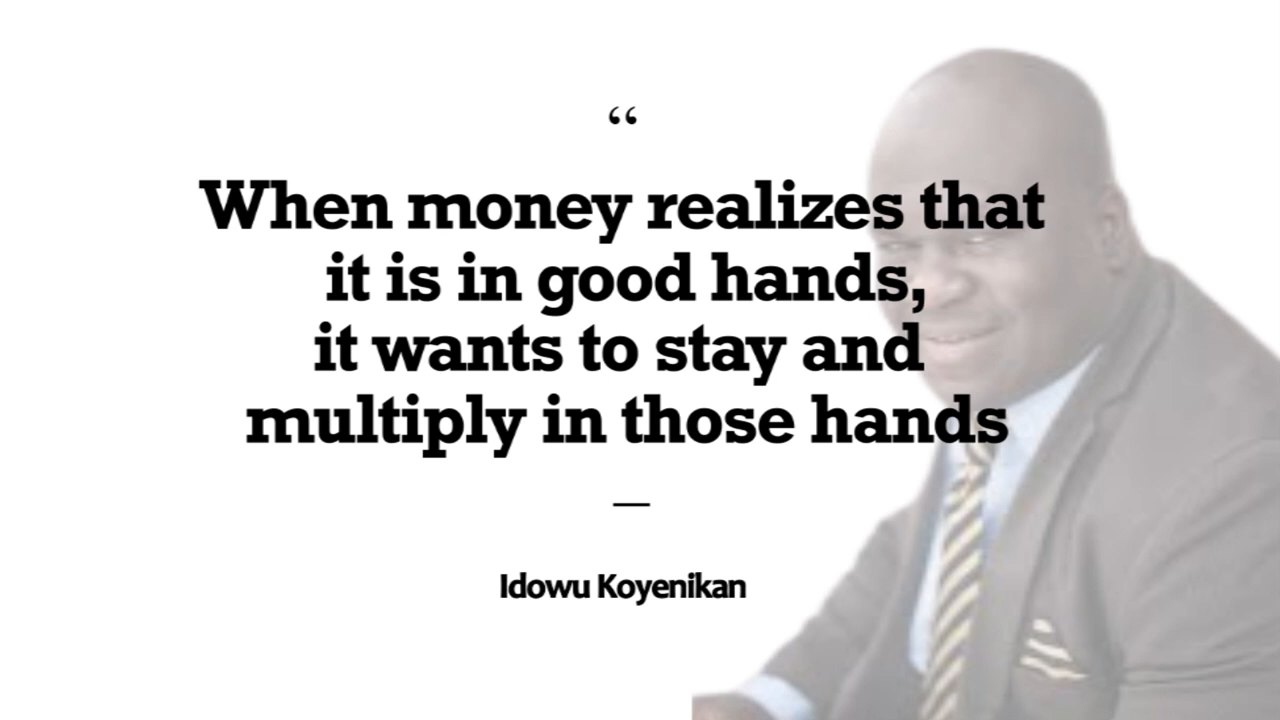 “
When money realizes that
it is in good hands,
it wants to stay and
multiply in those hands
—
Idowu Koyenikan